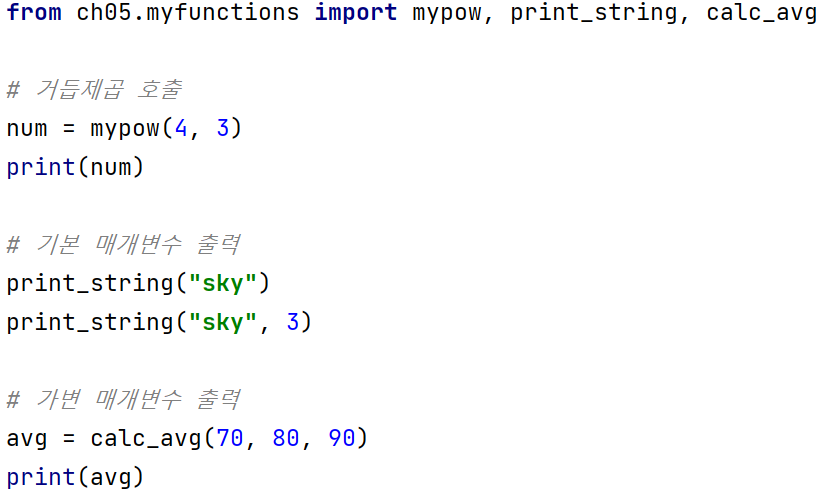 from ch05.myfunctions import mypow, print_string, calc_avg
# 거듭제곱 호출
num = mypow(4, 3)
print(num)
# 기본 매개변수 출력
print_string("sky")
print_string("sky", 3)
# 가변 매개변수 출력
avg = calc_avg(70, 80, 90)
print(avg)